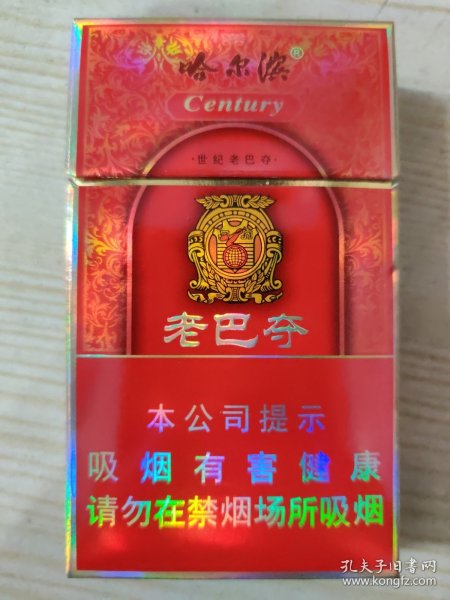 哈尔滨®
Century
·世紀老巴夺·
老巴夺
本公司提示
吸烟有害健康
请勿在禁烟场所吸烟
孔夫子旧书网
www.kongfz.com